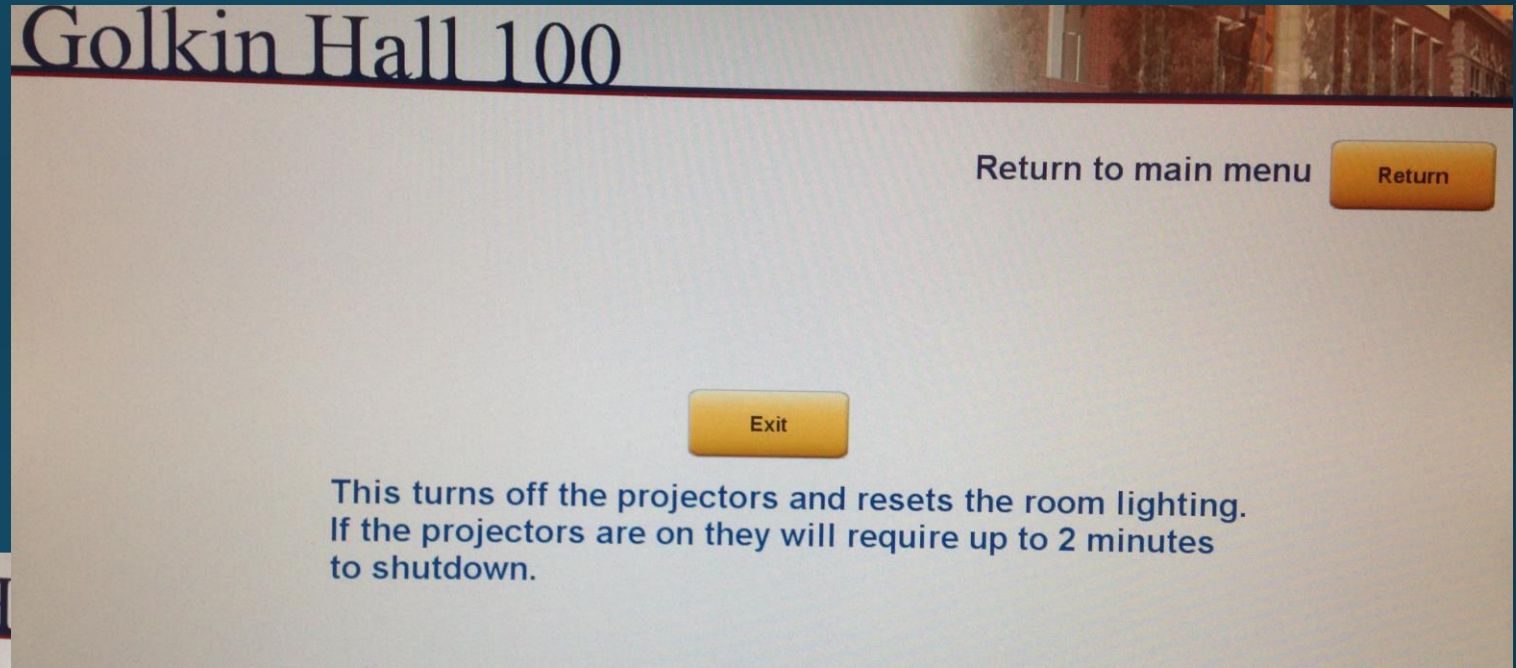 Golkin Hall 100
Return to main menu
Return
Exit
This turns off the projectors and resets the room lighting.
If the projectors are on they will require up to 2 minutes
to shutdown.